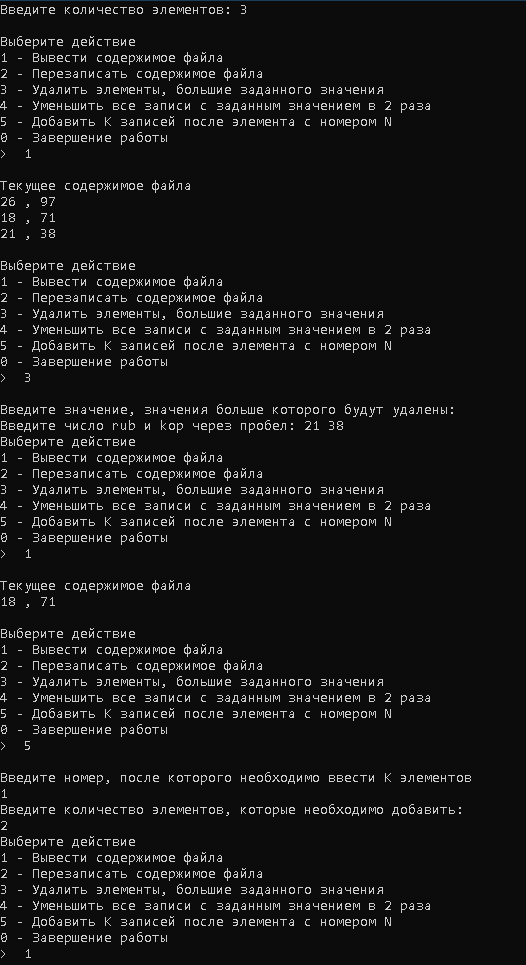 Введите количество элементов: 3
Выберите действие
1 - Вывести содержимое файла
2 - Перезаписать содержимое файла
3 - Удалить элементы, большие заданного значения
4 - Уменьшить все записи с заданным значением в 2 раза
5 - Добавить K записей после элемента с номером N
0 - Завершение работы
>  1
Текущее содержимое файла
26 , 97
18 , 71
21 , 38
Выберите действие
1 - Вывести содержимое файла
2 - Перезаписать содержимое файла
3 - Удалить элементы, большие заданного значения
4 - Уменьшить все записи с заданным значением в 2 раза
5 - Добавить K записей после элемента с номером N
0 - Завершение работы
>  3
Введите значение, значения больше которого будут удалены:
Введите число rub и kop через пробел: 21 38
Выберите действие
1 - Вывести содержимое файла
2 - Перезаписать содержимое файла
3 - Удалить элементы, большие заданного значения
4 - Уменьшить все записи с заданным значением в 2 раза
5 - Добавить K записей после элемента с номером N
0 - Завершение работы
>  1
Текущее содержимое файла
18 , 71
Выберите действие
1 - Вывести содержимое файла
2 - Перезаписать содержимое файла
3 - Удалить элементы, большие заданного значения
4 - Уменьшить все записи с заданным значением в 2 раза
5 - Добавить K записей после элемента с номером N
0 - Завершение работы
>  5
Введите номер, после которого необходимо ввести K элементов
1
Введите количество элементов, которые необходимо добавить:
2
Выберите действие
1 - Вывести содержимое файла
2 - Перезаписать содержимое файла
3 - Удалить элементы, большие заданного значения
4 - Уменьшить все записи с заданным значением в 2 раза
5 - Добавить K записей после элемента с номером N
0 - Завершение работы
>  1